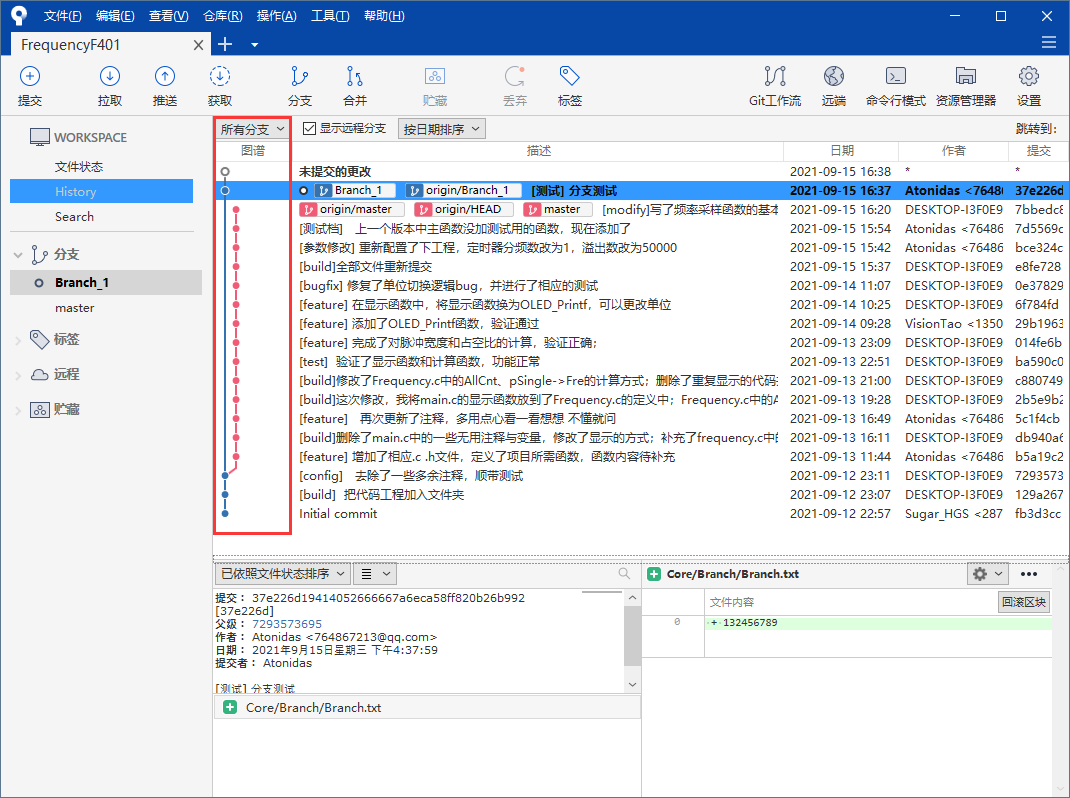 文件(F) 编辑(E) 查看(V) 仓库(R) 操作(A) 工具(T) 帮助(H)
FrequencyF401
提交 拉取 推送 获取 分支 合并 贮藏 丢弃 标签 Git工作流 远端 命令行模式 资源管理器 设置
WORKSPACE
文件状态
History
Search
分支
Branch_1
master
标签
远程
贮藏
所有分支 显示远程分支 按日期排序 跳转到:
图谱 描述 日期 作者 提交
未提交的更改 2021-09-15 16:38 * *
Branch_1 origin/Branch_1 [测试] 分支测试 2021-09-15 16:37 Atonidas <76486 37e226d
origin/master origin/HEAD master [modify]写了频率采样函数的基本 2021-09-15 16:20 DESKTOP-I3F0E9 7bbedc8
[测试档] 上一个版本中主函数没加测试用的函数，现在添加了 2021-09-15 15:54 Atonidas <76486 7d5569c
[参数修改] 重新配置了下工程，定时器分频数改为1，溢出数改为50000 2021-09-15 15:42 Atonidas <76486 bce324c
[build]全部文件重新提交 2021-09-15 15:37 DESKTOP-I3F0E9 e8fe728
[bugfix] 修复了单位切换逻辑bug，并进行了相应的测试 2021-09-14 11:07 DESKTOP-I3F0E9 0e37829
[feature] 在显示函数中，将显示函数换为OLED_Printf，可以更改单位 2021-09-14 10:25 DESKTOP-I3F0E9 6f784fd
[feature] 添加了OLED_Printf函数，验证通过 2021-09-14 09:28 VisionTao <1350 29b1963
[feature] 完成了对脉冲宽度和占空比的计算，验证正确； 2021-09-13 23:09 DESKTOP-I3F0E9 014fe6b
[test] 验证了显示函数和计算函数，功能正常 2021-09-13 22:51 DESKTOP-I3F0E9 ba590c0
[build]修改了Frequency.c中的AllCnt、pSingle->Fre的计算方式；删除了重复显示的代码; 2021-09-13 21:00 DESKTOP-I3F0E9 c880749
[build]这次修改，我将main.c的显示函数放到了Frequency.c的定义中；Frequency.c中的A 2021-09-13 19:28 DESKTOP-I3F0E9 2b5e9b2
[feature] 再次更新了注释，多用点心看一看想想 不懂就问 2021-09-13 16:49 Atonidas <76486 5c1f4cb
[build]删除了main.c中的一些无用注释与变量，修改了显示的方式；补充了frequency.c中的 2021-09-13 16:11 DESKTOP-I3F0E9 db940a6
[feature] 增加了相应.c .h文件，定义了项目所需函数，函数内容待补充 2021-09-13 11:44 Atonidas <76486 b5a19c2
[config] 去除了一些多余注释，顺带测试 2021-09-12 23:11 DESKTOP-I3F0E9 7293573
[build] 把代码工程加入文件夹 2021-09-12 23:07 DESKTOP-I3F0E9 129a267
Initial commit 2021-09-12 22:57 Sugar_HGS <287 fb3d3cc
已依照文件状态排序
提交： 37e226d19414052666667a6eca58ff820b26b992
[37e226d]
父级： 7293573695
作者： Atonidas <764867213@qq.com>
日期： 2021年9月15日星期三 下午4:37:59
提交者： Atonidas
[测试] 分支测试
Core/Branch/Branch.txt
Core/Branch/Branch.txt
文件内容 回滚区块
0 + 132456789